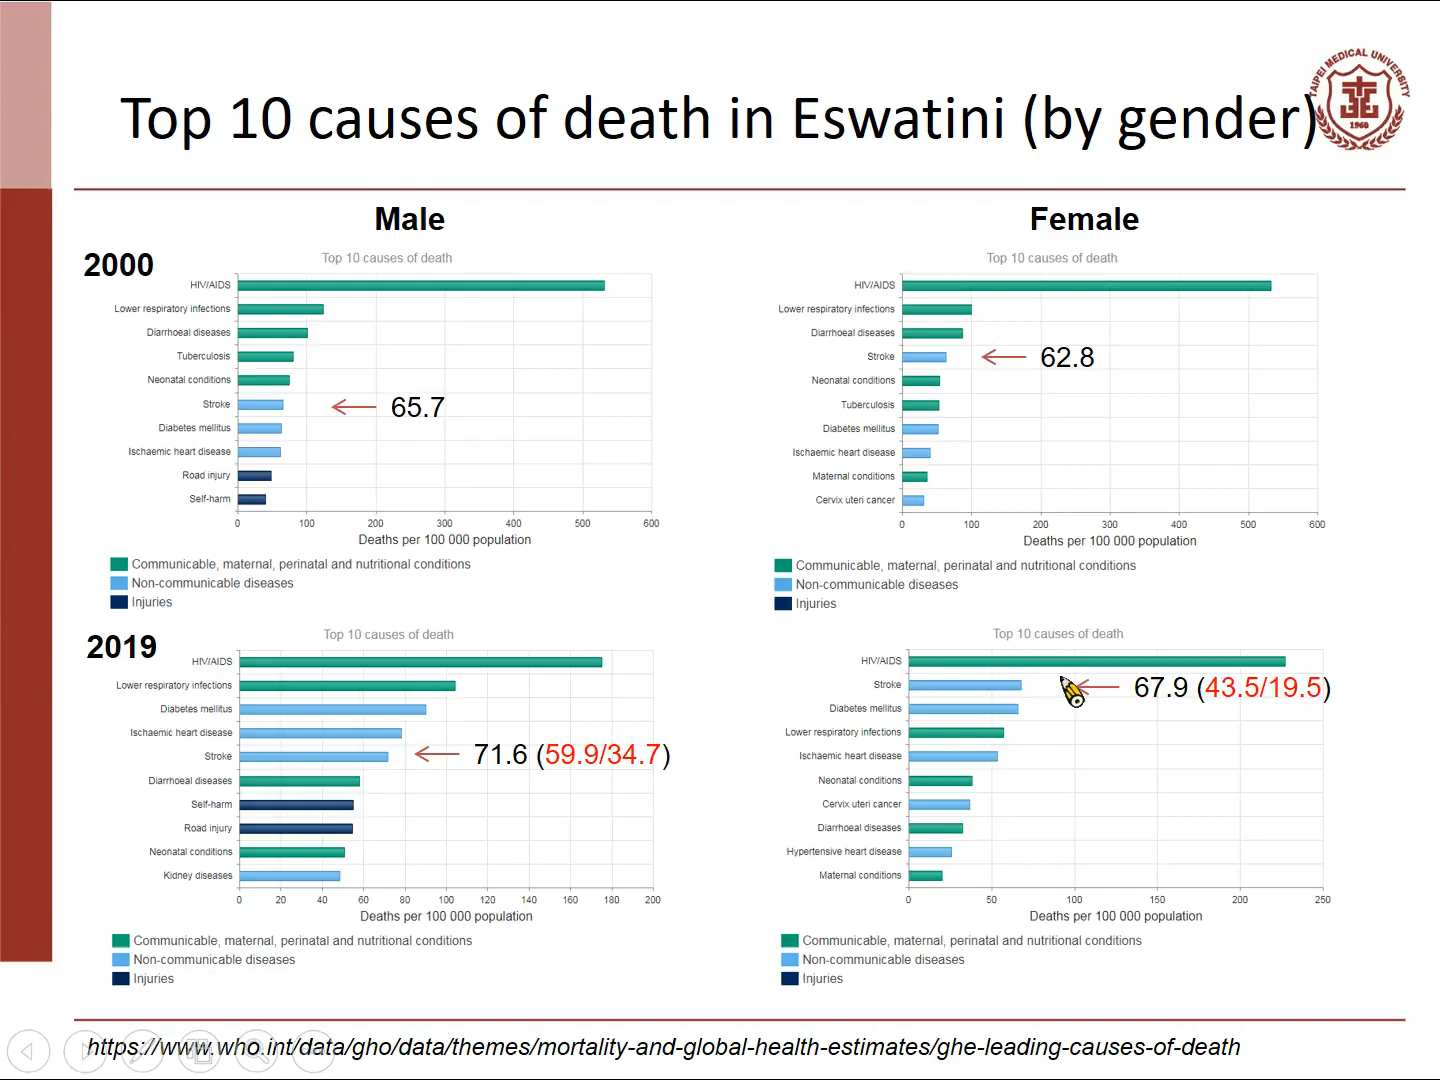 Top 10 causes of death in Eswatini (by gender)
TAIPEI MEDICAL UNIVERSITY
1960
Male
Female
2000
Top 10 causes of death
HIV/AIDS
Lower respiratory infections
Diarrhoeal diseases
Tuberculosis
Neonatal conditions
Stroke
65.7
Diabetes mellitus
Ischaemic heart disease
Road injury
Self-harm
0 100 200 300 400 500 600
Deaths per 100 000 population
Communicable, maternal, perinatal and nutritional conditions
Non-communicable diseases
Injuries
Top 10 causes of death
HIV/AIDS
Lower respiratory infections
Diarrhoeal diseases
Stroke
62.8
Neonatal conditions
Tuberculosis
Diabetes mellitus
Ischaemic heart disease
Maternal conditions
Cervix uteri cancer
0 100 200 300 400 500 600
Deaths per 100 000 population
Communicable, maternal, perinatal and nutritional conditions
Non-communicable diseases
Injuries
2019
Top 10 causes of death
HIV/AIDS
Lower respiratory infections
Diabetes mellitus
Ischaemic heart disease
Stroke
71.6 (59.9/34.7)
Diarrhoeal diseases
Self-harm
Road injury
Neonatal conditions
Kidney diseases
0 20 40 60 80 100 120 140 160 180 200
Deaths per 100 000 population
Communicable, maternal, perinatal and nutritional conditions
Non-communicable diseases
Injuries
Top 10 causes of death
HIV/AIDS
Stroke
67.9 (43.5/19.5)
Diabetes mellitus
Lower respiratory infections
Ischaemic heart disease
Neonatal conditions
Cervix uteri cancer
Diarrhoeal diseases
Hypertensive heart disease
Maternal conditions
0 50 100 150 200 250
Deaths per 100 000 population
Communicable, maternal, perinatal and nutritional conditions
Non-communicable diseases
Injuries
https://www.who.int/data/gho/data/themes/mortality-and-global-health-estimates/ghe-leading-causes-of-death